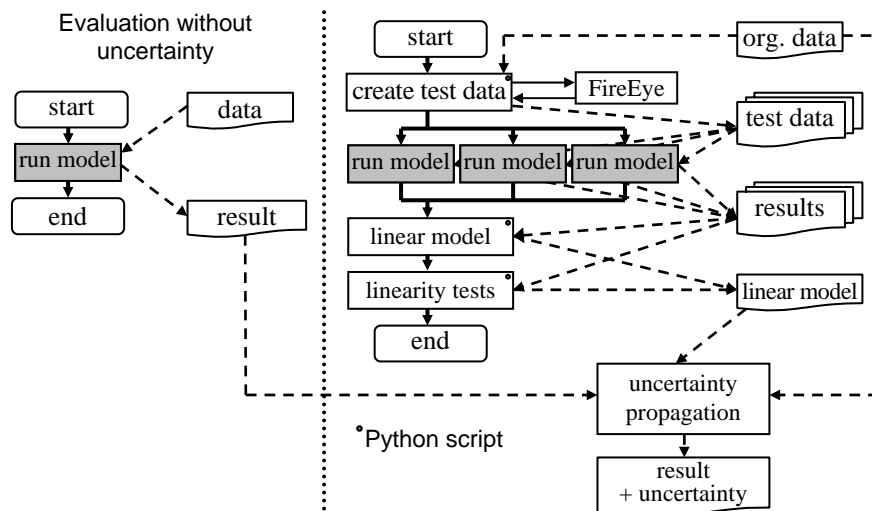 Evaluation without
uncertainty
start
data
run model
end
result
start
org. data
create test data
FireEye
test data
run model
run model
run model
results
linear model
linearity tests
linear model
end
uncertainty
propagation
°Python script
result
+ uncertainty